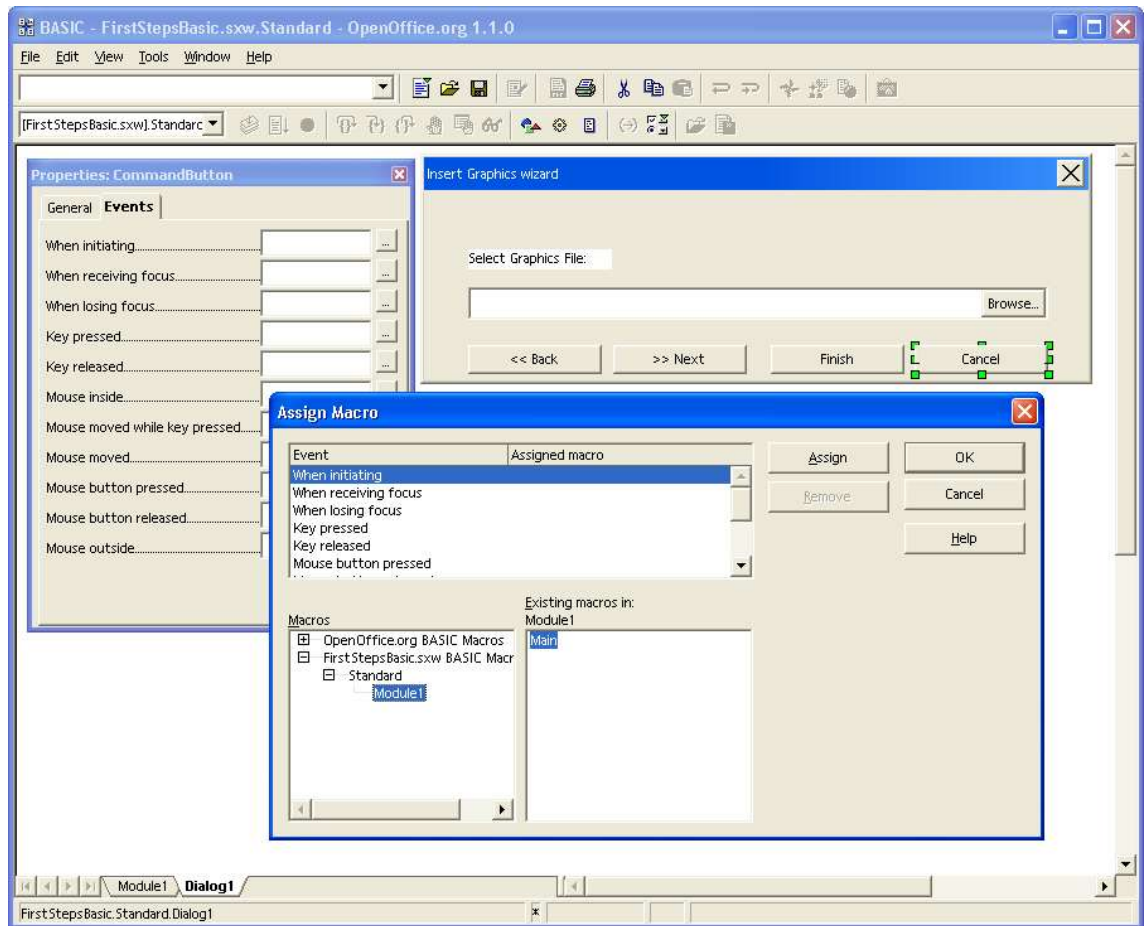 BASIC - FirstStepsBasic.sxw.Standard - OpenOffice.org 1.1.0
File Edit View Tools Window Help
[FirstStepsBasic.sxw].Standarc
Properties: CommandButton
General Events
When initiating
When receiving focus
When losing focus
Key pressed
Key released
Mouse inside
Mouse moved while key pressed
Mouse moved
Mouse button pressed
Mouse button released
Mouse outside
Insert Graphics wizard
Select Graphics File:
Browse...
<< Back >> Next Finish Cancel
Assign Macro
Event Assigned macro
When initiating
When receiving focus
When losing focus
Key pressed
Key released
Mouse button pressed
Assign OK
Remove Cancel
Help
Macros
OpenOffice.org BASIC Macros
FirstStepsBasic.sxw BASIC Macr
Standard
Module1
Existing macros in:
Module1
Main
Module1 Dialog1
FirstStepsBasic.Standard.Dialog1 *